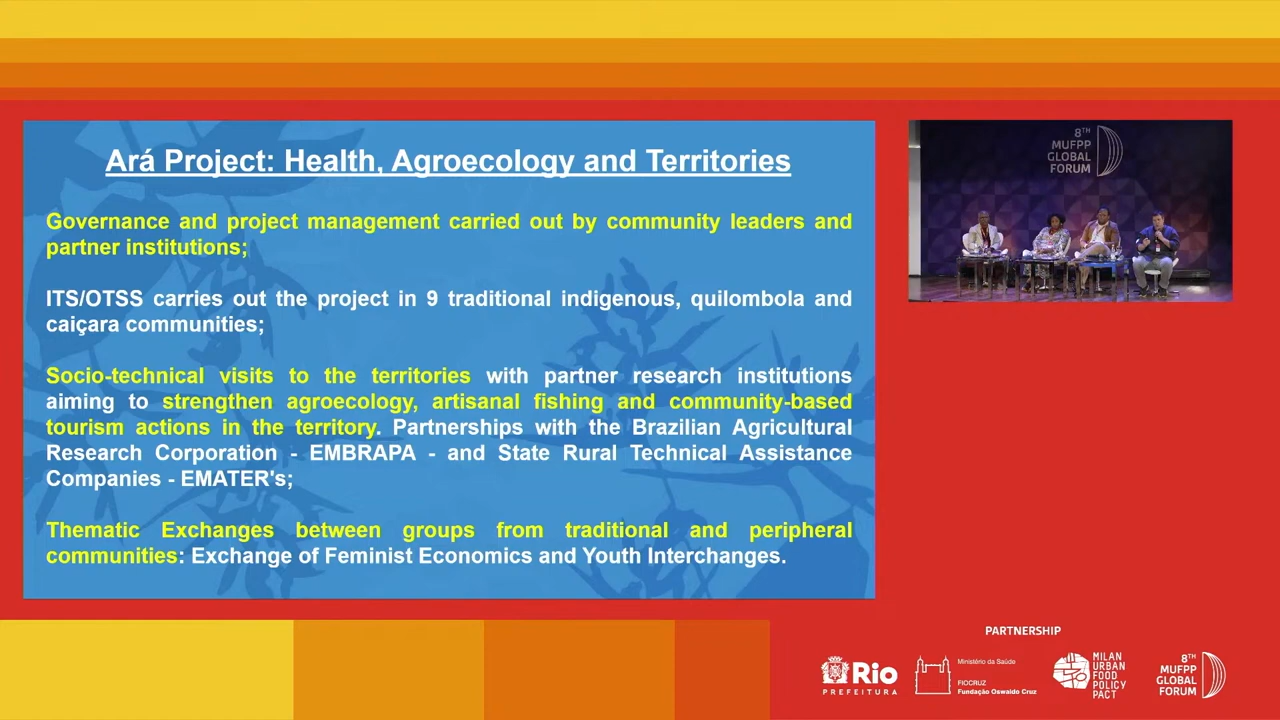 Ará Project: Health, Agroecology and Territories
Governance and project management carried out by community leaders and
partner institutions;
ITS/OTSS carries out the project in 9 traditional indigenous, quilombola and
caiçara communities;
Socio-technical visits to the territories with partner research institutions
aiming to strengthen agroecology, artisanal fishing and community-based
tourism actions in the territory. Partnerships with the Brazilian Agricultural
Research Corporation - EMBRAPA - and State Rural Technical Assistance
Companies - EMATER's;
Thematic Exchanges between groups from traditional and peripheral
communities: Exchange of Feminist Economics and Youth Interchanges.
8TH
MUFPP
GLOBAL
FORUM
PARTNERSHIP
Rio
PREFEITURA
Ministério da Saúde
FIOCRUZ
Fundação Oswaldo Cruz
MILAN
URBAN
FOOD
POLICY
PACT
8TH
MUFPP
GLOBAL
FORUM